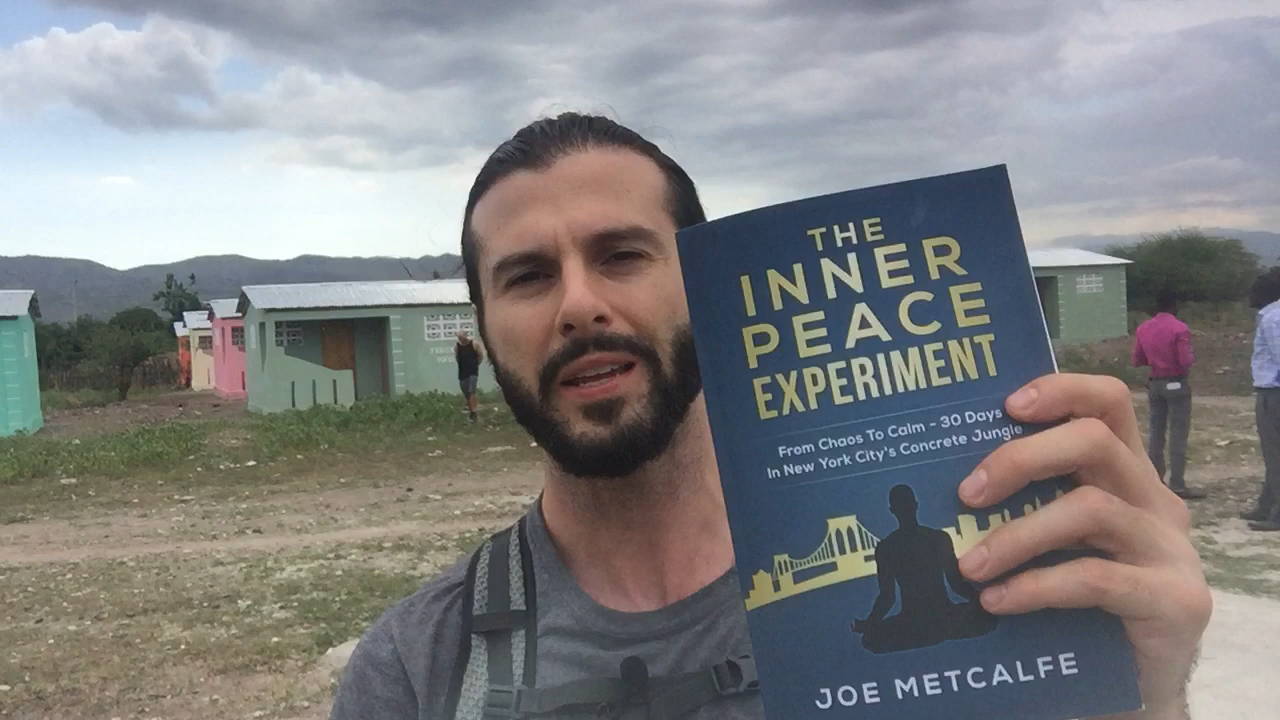 THE
INNER
PEACE
EXPERIMENT
From Chaos To Calm - 30 Days
In New York City's Concrete Jungle
JOE METCALFE